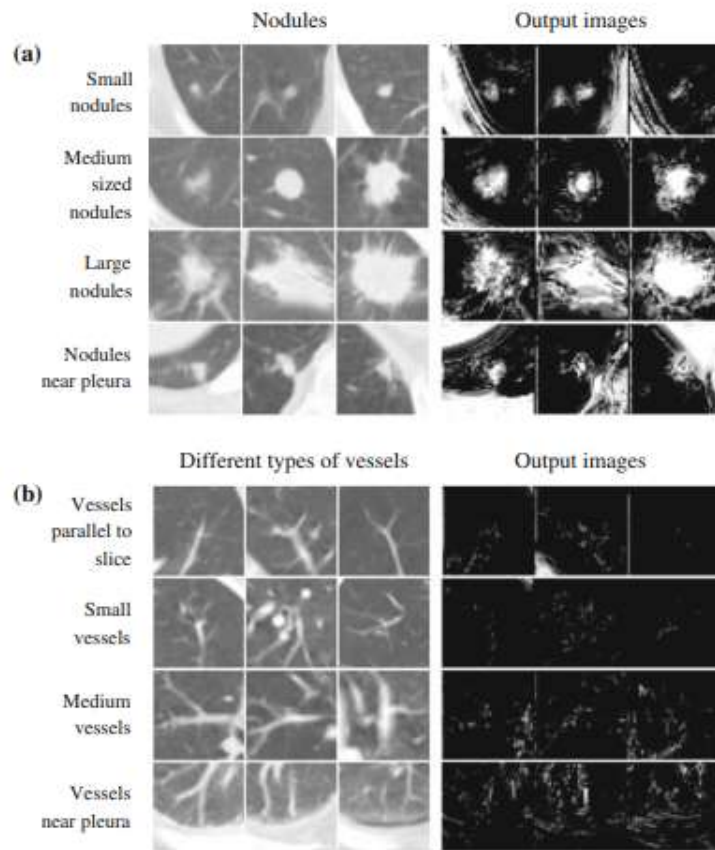 Nodules Output images
(a)
Small
nodules
Medium
sized
nodules
Large
nodules
Nodules
near pleura
Different types of vessels Output images
(b)
Vessels
parallel to
slice
Small
vessels
Medium
vessels
Vessels
near pleura